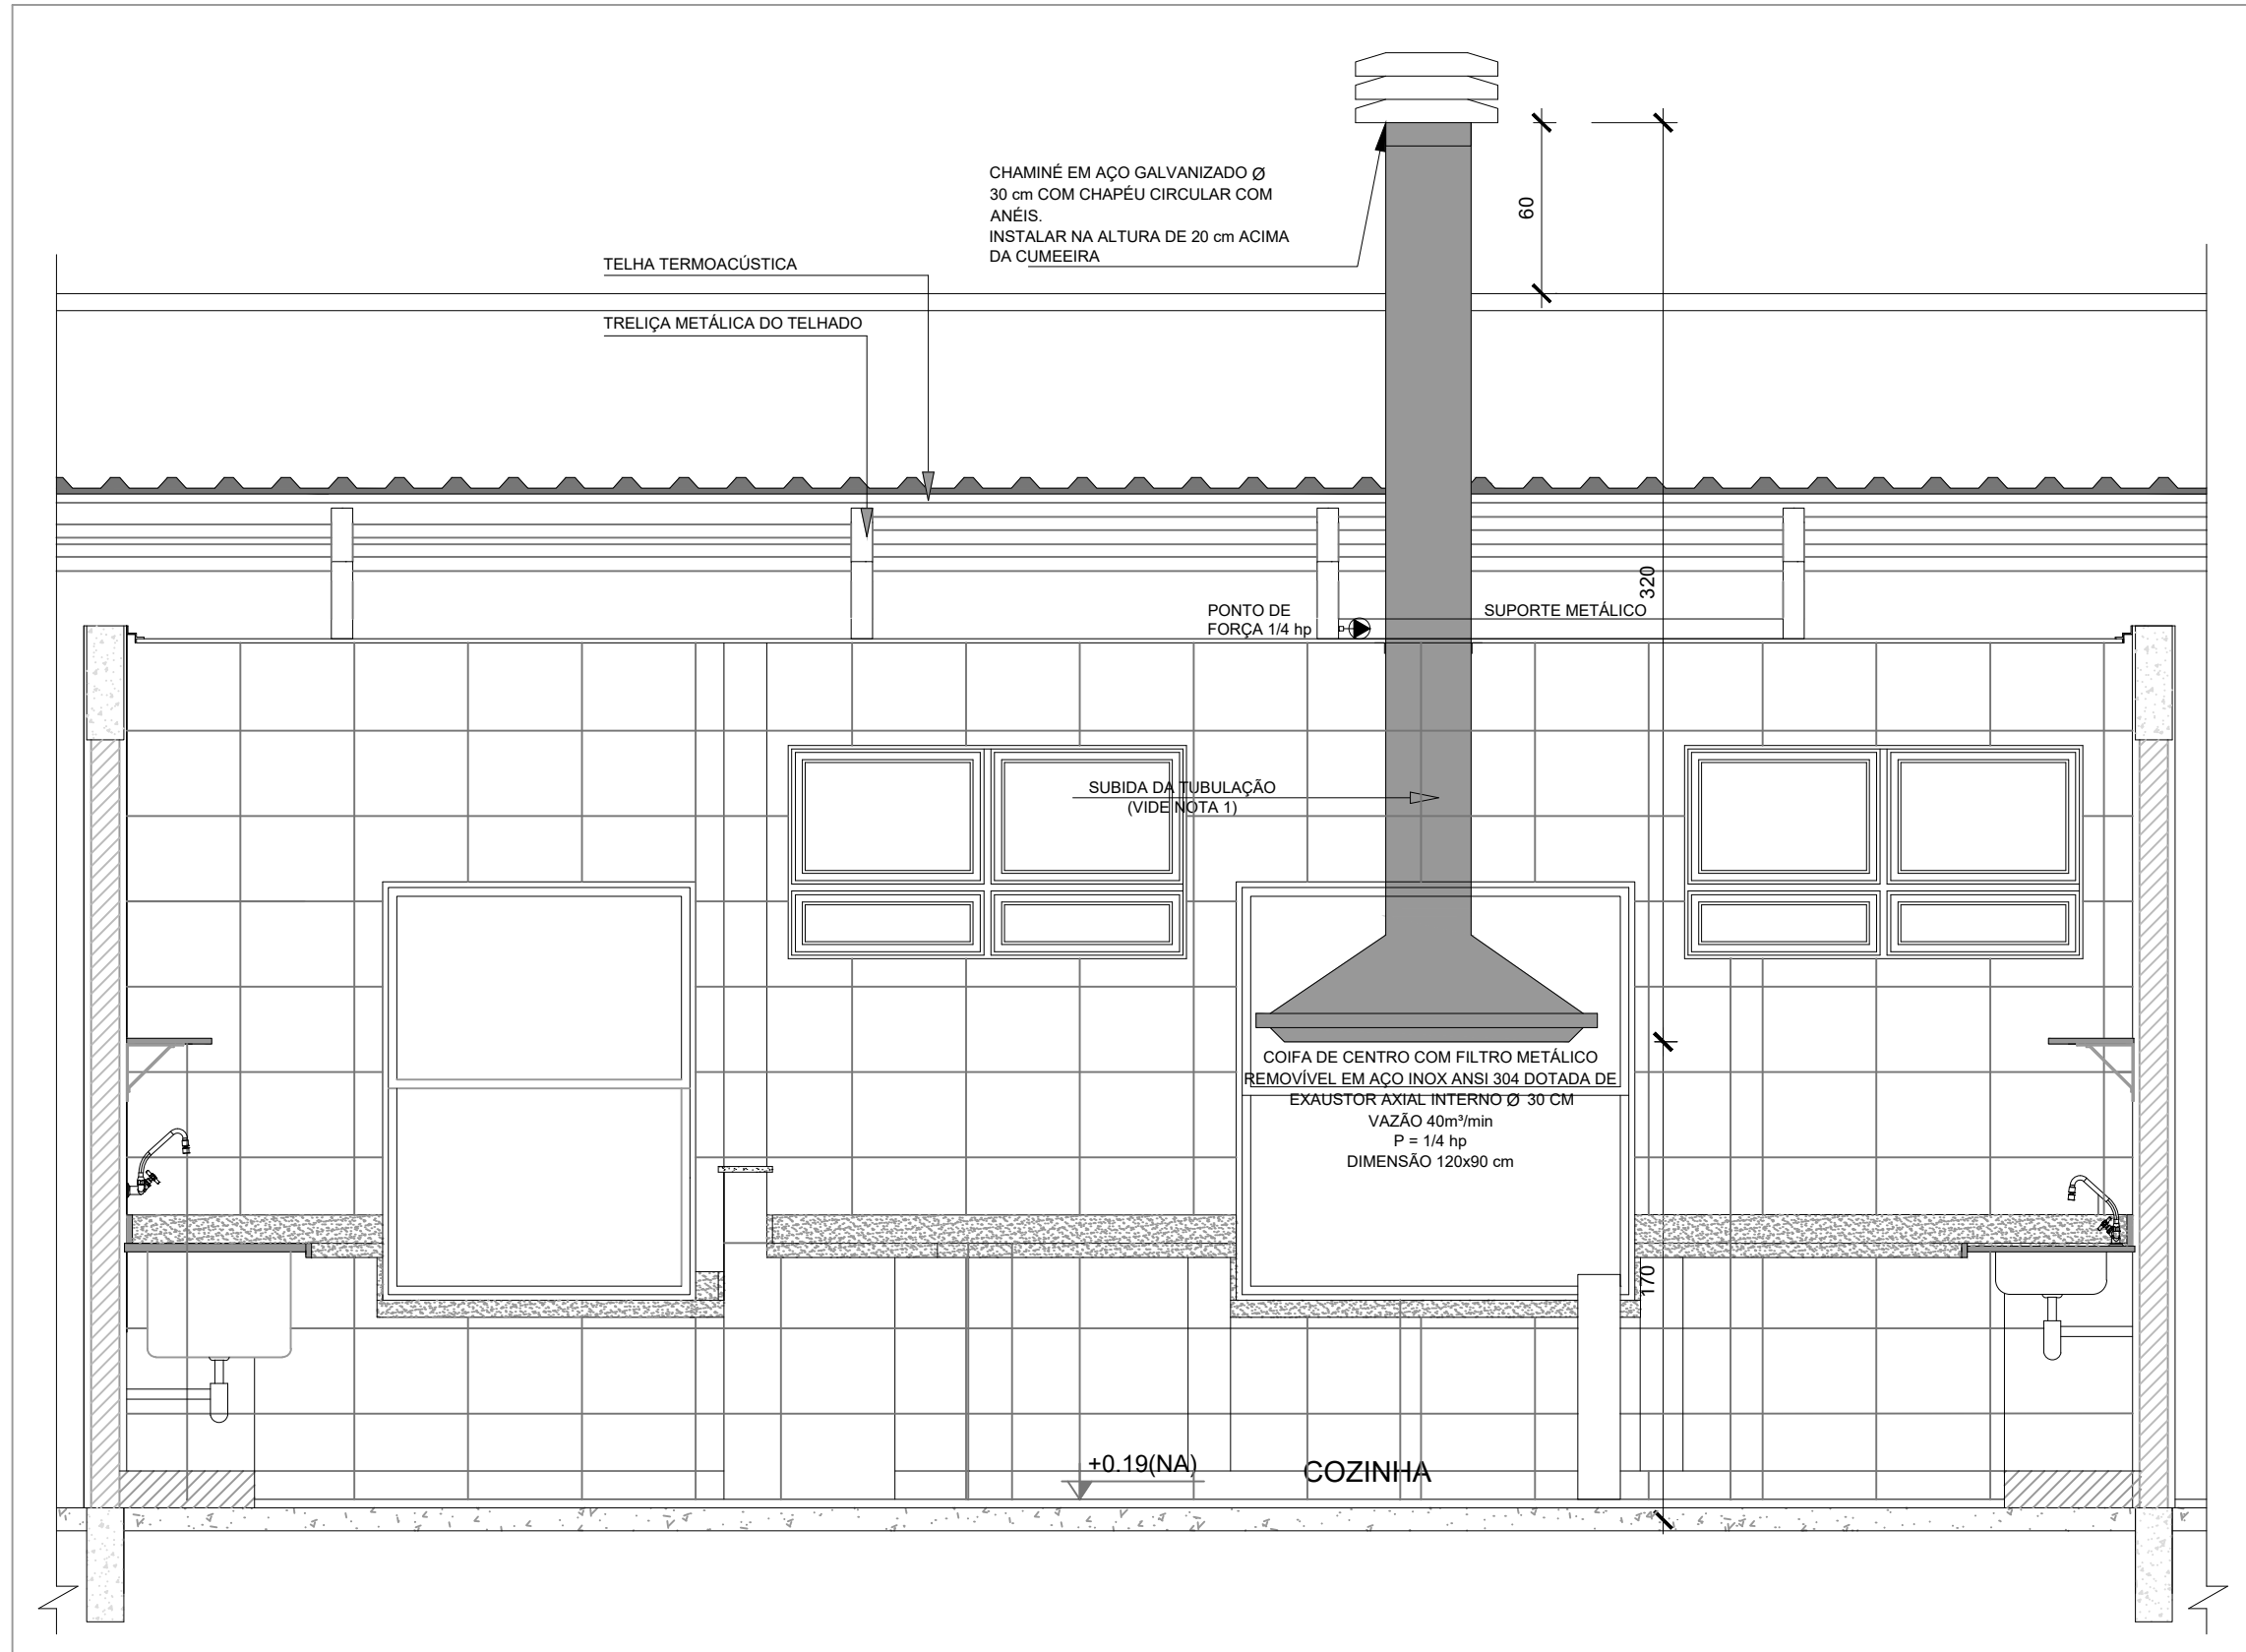 CHAMINÉ EM AÇO GALVANIZADO Ø
30 cm COM CHAPÉU CIRCULAR COM
ANÉIS.
INSTALAR NA ALTURA DE 20 cm ACIMA
DA CUMEEIRA
60
TELHA TERMOACÚSTICA
TRELIÇA METÁLICA DO TELHADO
320
PONTO DE
FORÇA 1/4 hp
SUPORTE METÁLICO
SUBIDA DA TUBULAÇÃO
(VIDE NOTA 1)
COIFA DE CENTRO COM FILTRO METÁLICO
REMOVÍVEL EM AÇO INOX ANSI 304 DOTADA DE
EXAUSTOR AXIAL INTERNO Ø 30 CM
VAZÃO 40m³/min
P = 1/4 hp
DIMENSÃO 120x90 cm
170
+0.19(NA)
COZINHA